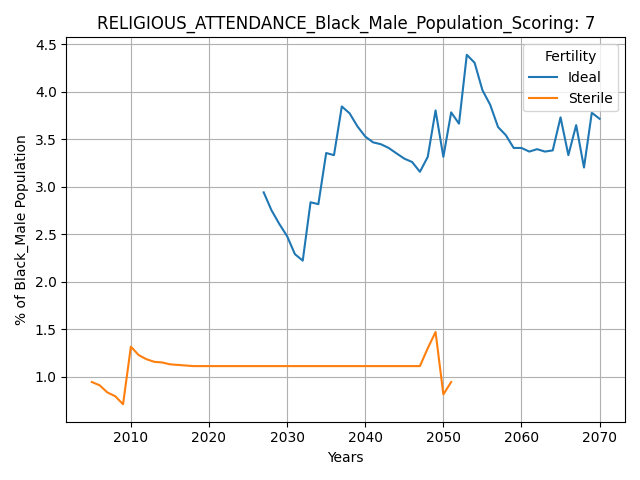 RELIGIOUS_ATTENDANCE_Black_Male_Population_Scoring: 7
Fertility
Ideal
Sterile
% of Black_Male Population
4.5
4.0
3.5
3.0
2.5
2.0
1.5
1.0
2010 2020 2030 2040 2050 2060 2070
Years